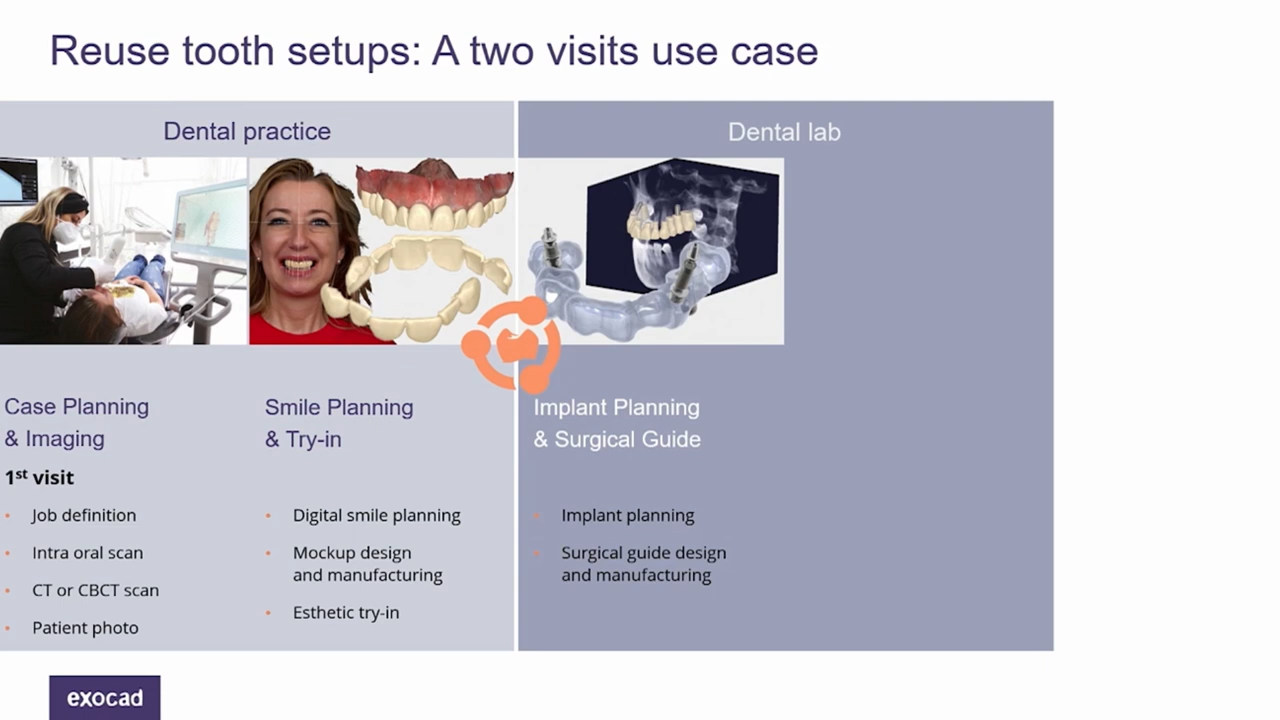 Reuse tooth setups: A two visits use case
Dental practice
Dental lab
Case Planning
& Imaging
1st visit
• Job definition
• Intra oral scan
• CT or CBCT scan
• Patient photo
Smile Planning
& Try-in
• Digital smile planning
• Mockup design
and manufacturing
• Esthetic try-in
Implant Planning
& Surgical Guide
• Implant planning
• Surgical guide design
and manufacturing
exocad